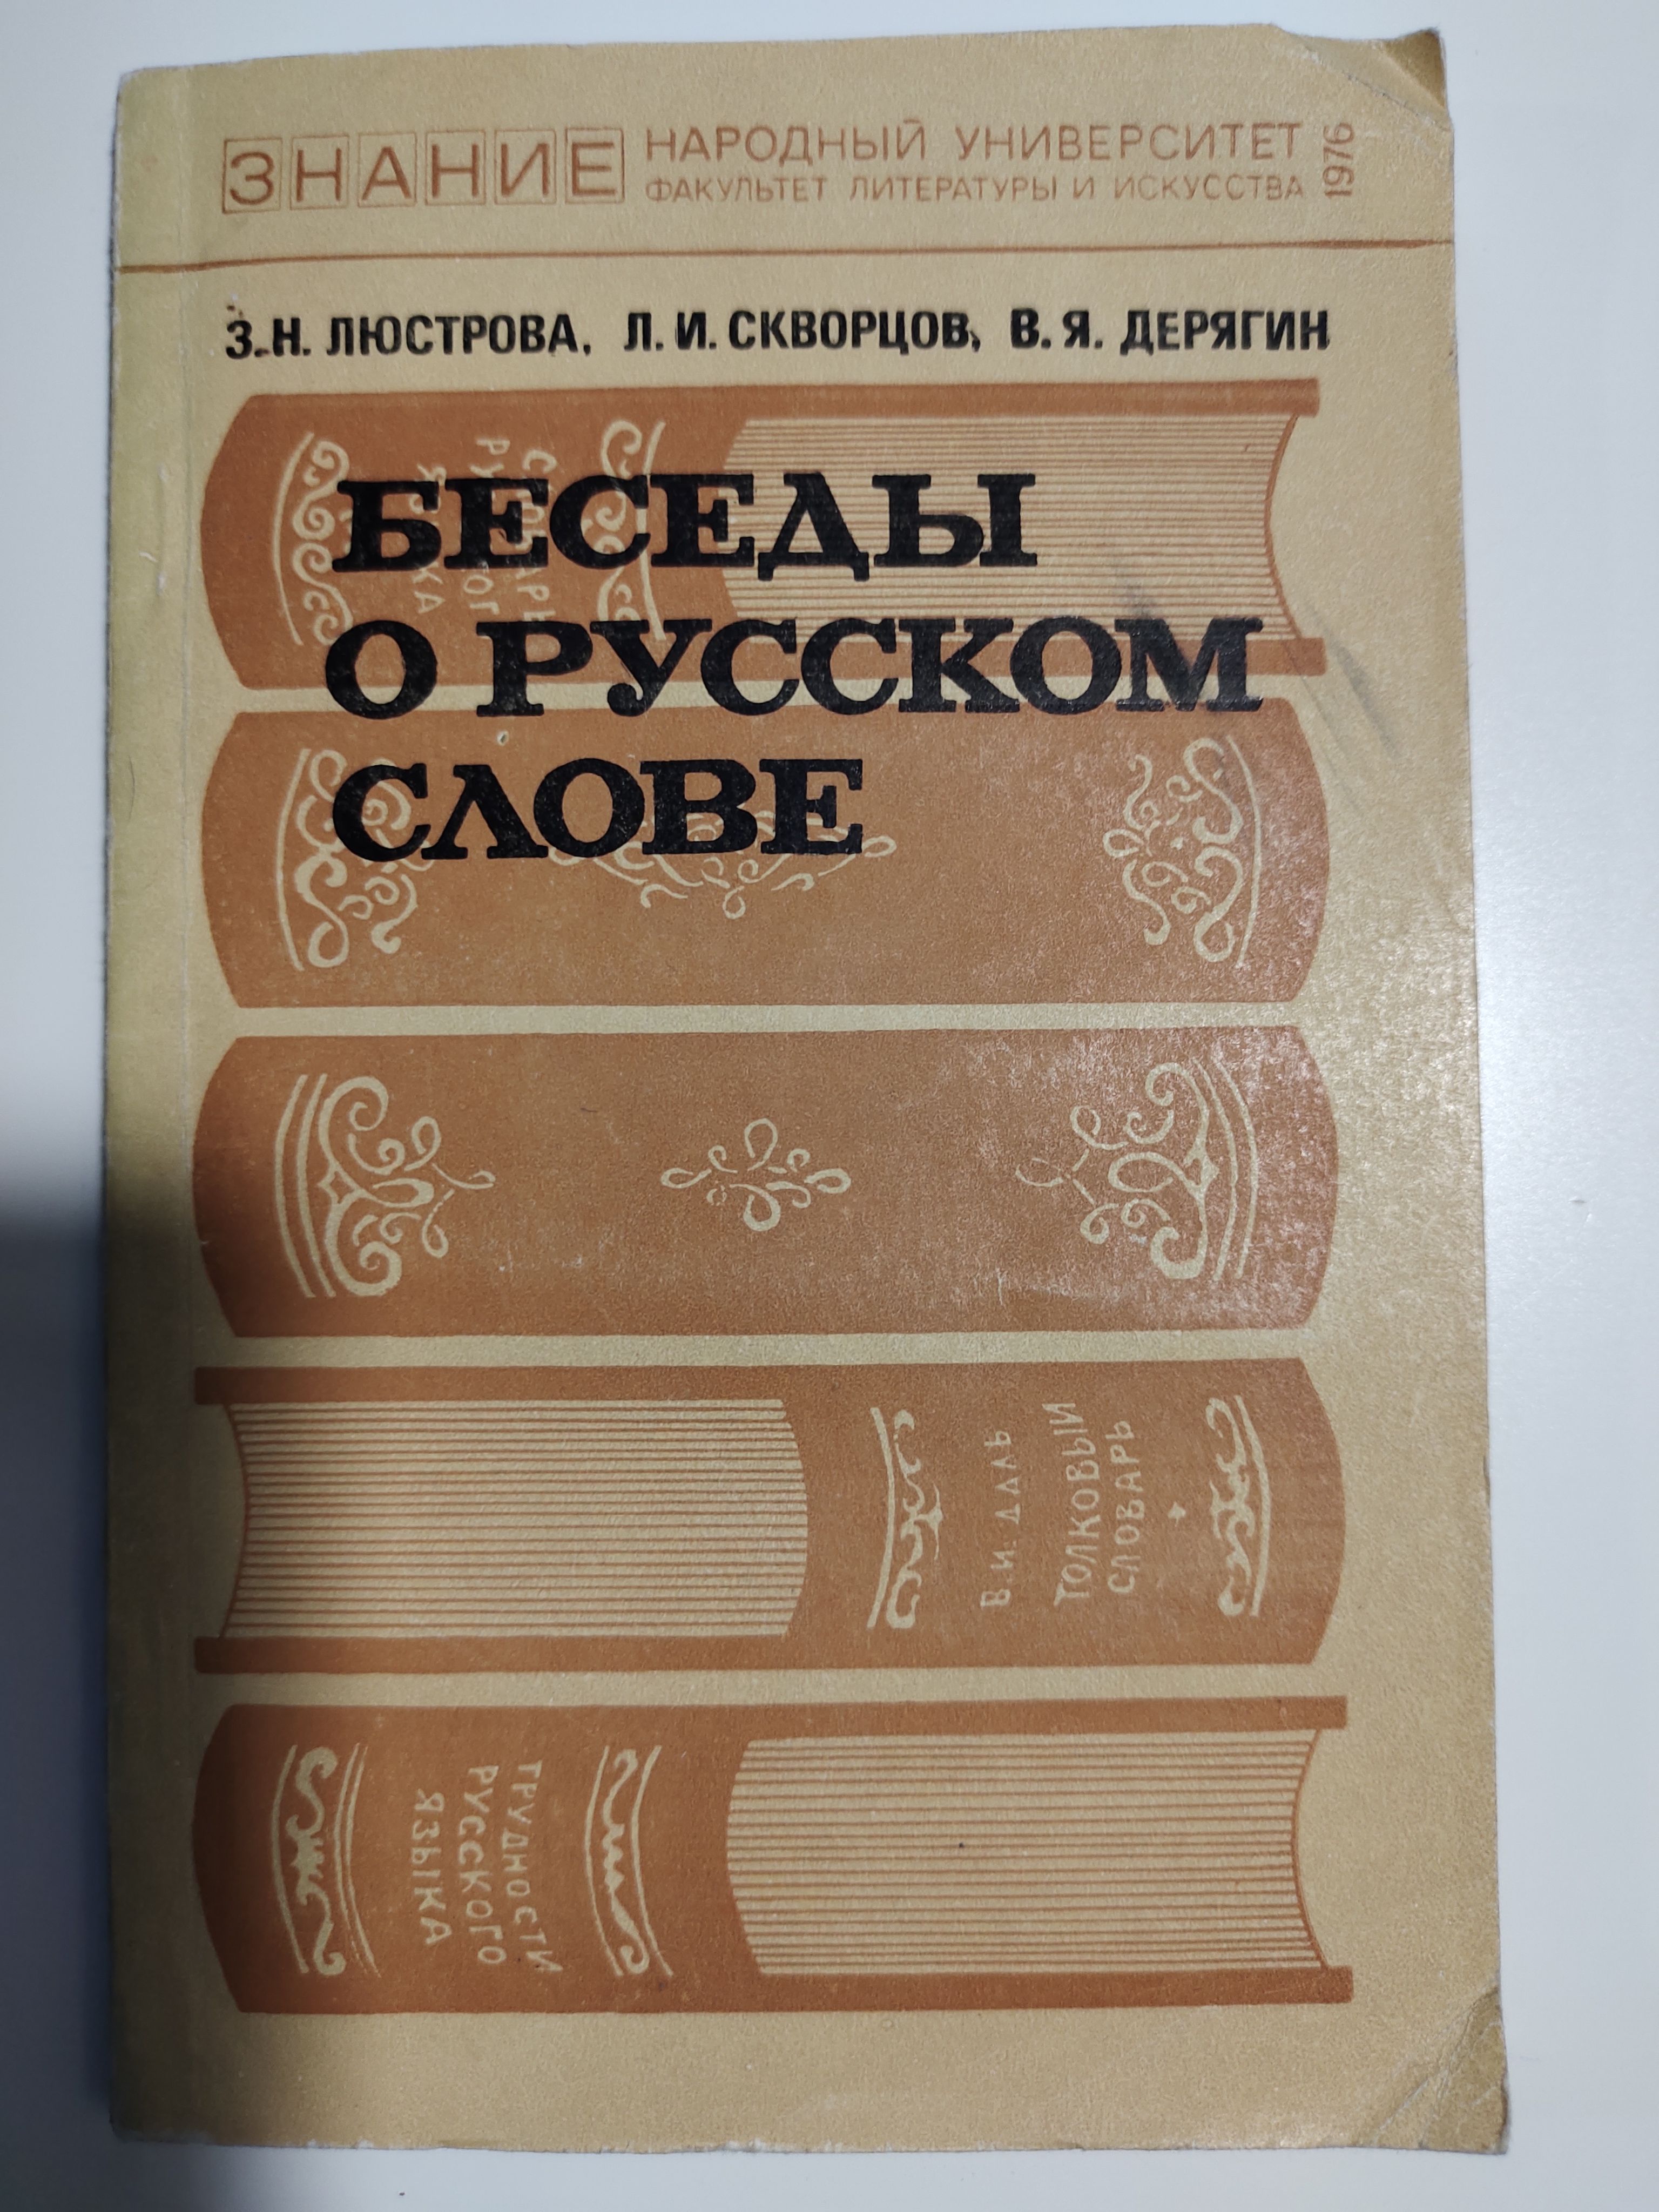 ЗНАНИЕ
НАРОДНЫЙ УНИВЕРСИТЕТ
ФАКУЛЬТЕТ ЛИТЕРАТУРЫ И ИСКУССТВА
1976
З.Н. ЛЮСТРОВА, Л.И. СКВОРЦОВ, В.Я. ДЕРЯГИН
БЕСЕДЫ
О РУССКОМ
СЛОВЕ
В.И. ДАЛЬ
ТОЛКОВЫЙ
СЛОВАРЬ
ТРУДНОСТИ
РУССКОГО
ЯЗЫКА